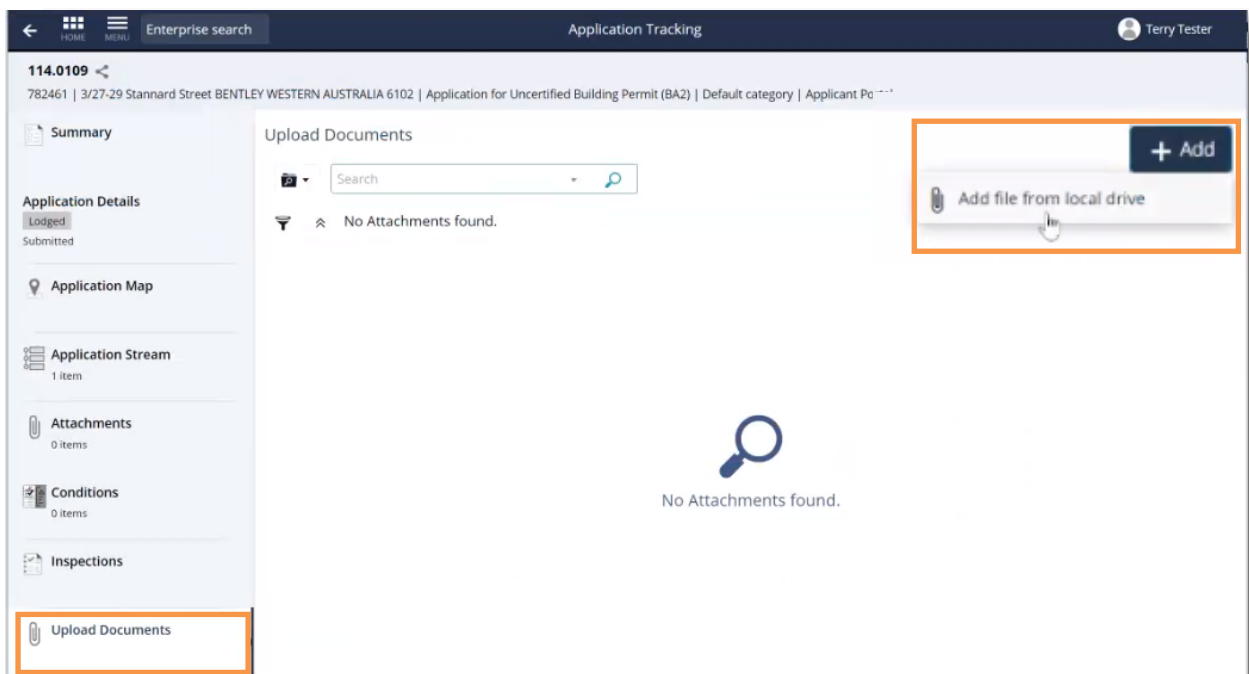 HOME
MENU
Enterprise search
Application Tracking
Terry Tester
114.0109
782461 | 3/27-29 Stannard Street BENTLEY WESTERN AUSTRALIA 6102 | Application for Uncertified Building Permit (BA2) | Default category | Applicant
Summary
Application Details
Lodged
Submitted
Application Map
Application Stream
1 item
Attachments
0 items
Conditions
0 items
Inspections
Upload Documents
Upload Documents
Search
No Attachments found.
+ Add
Add file from local drive
No Attachments found.